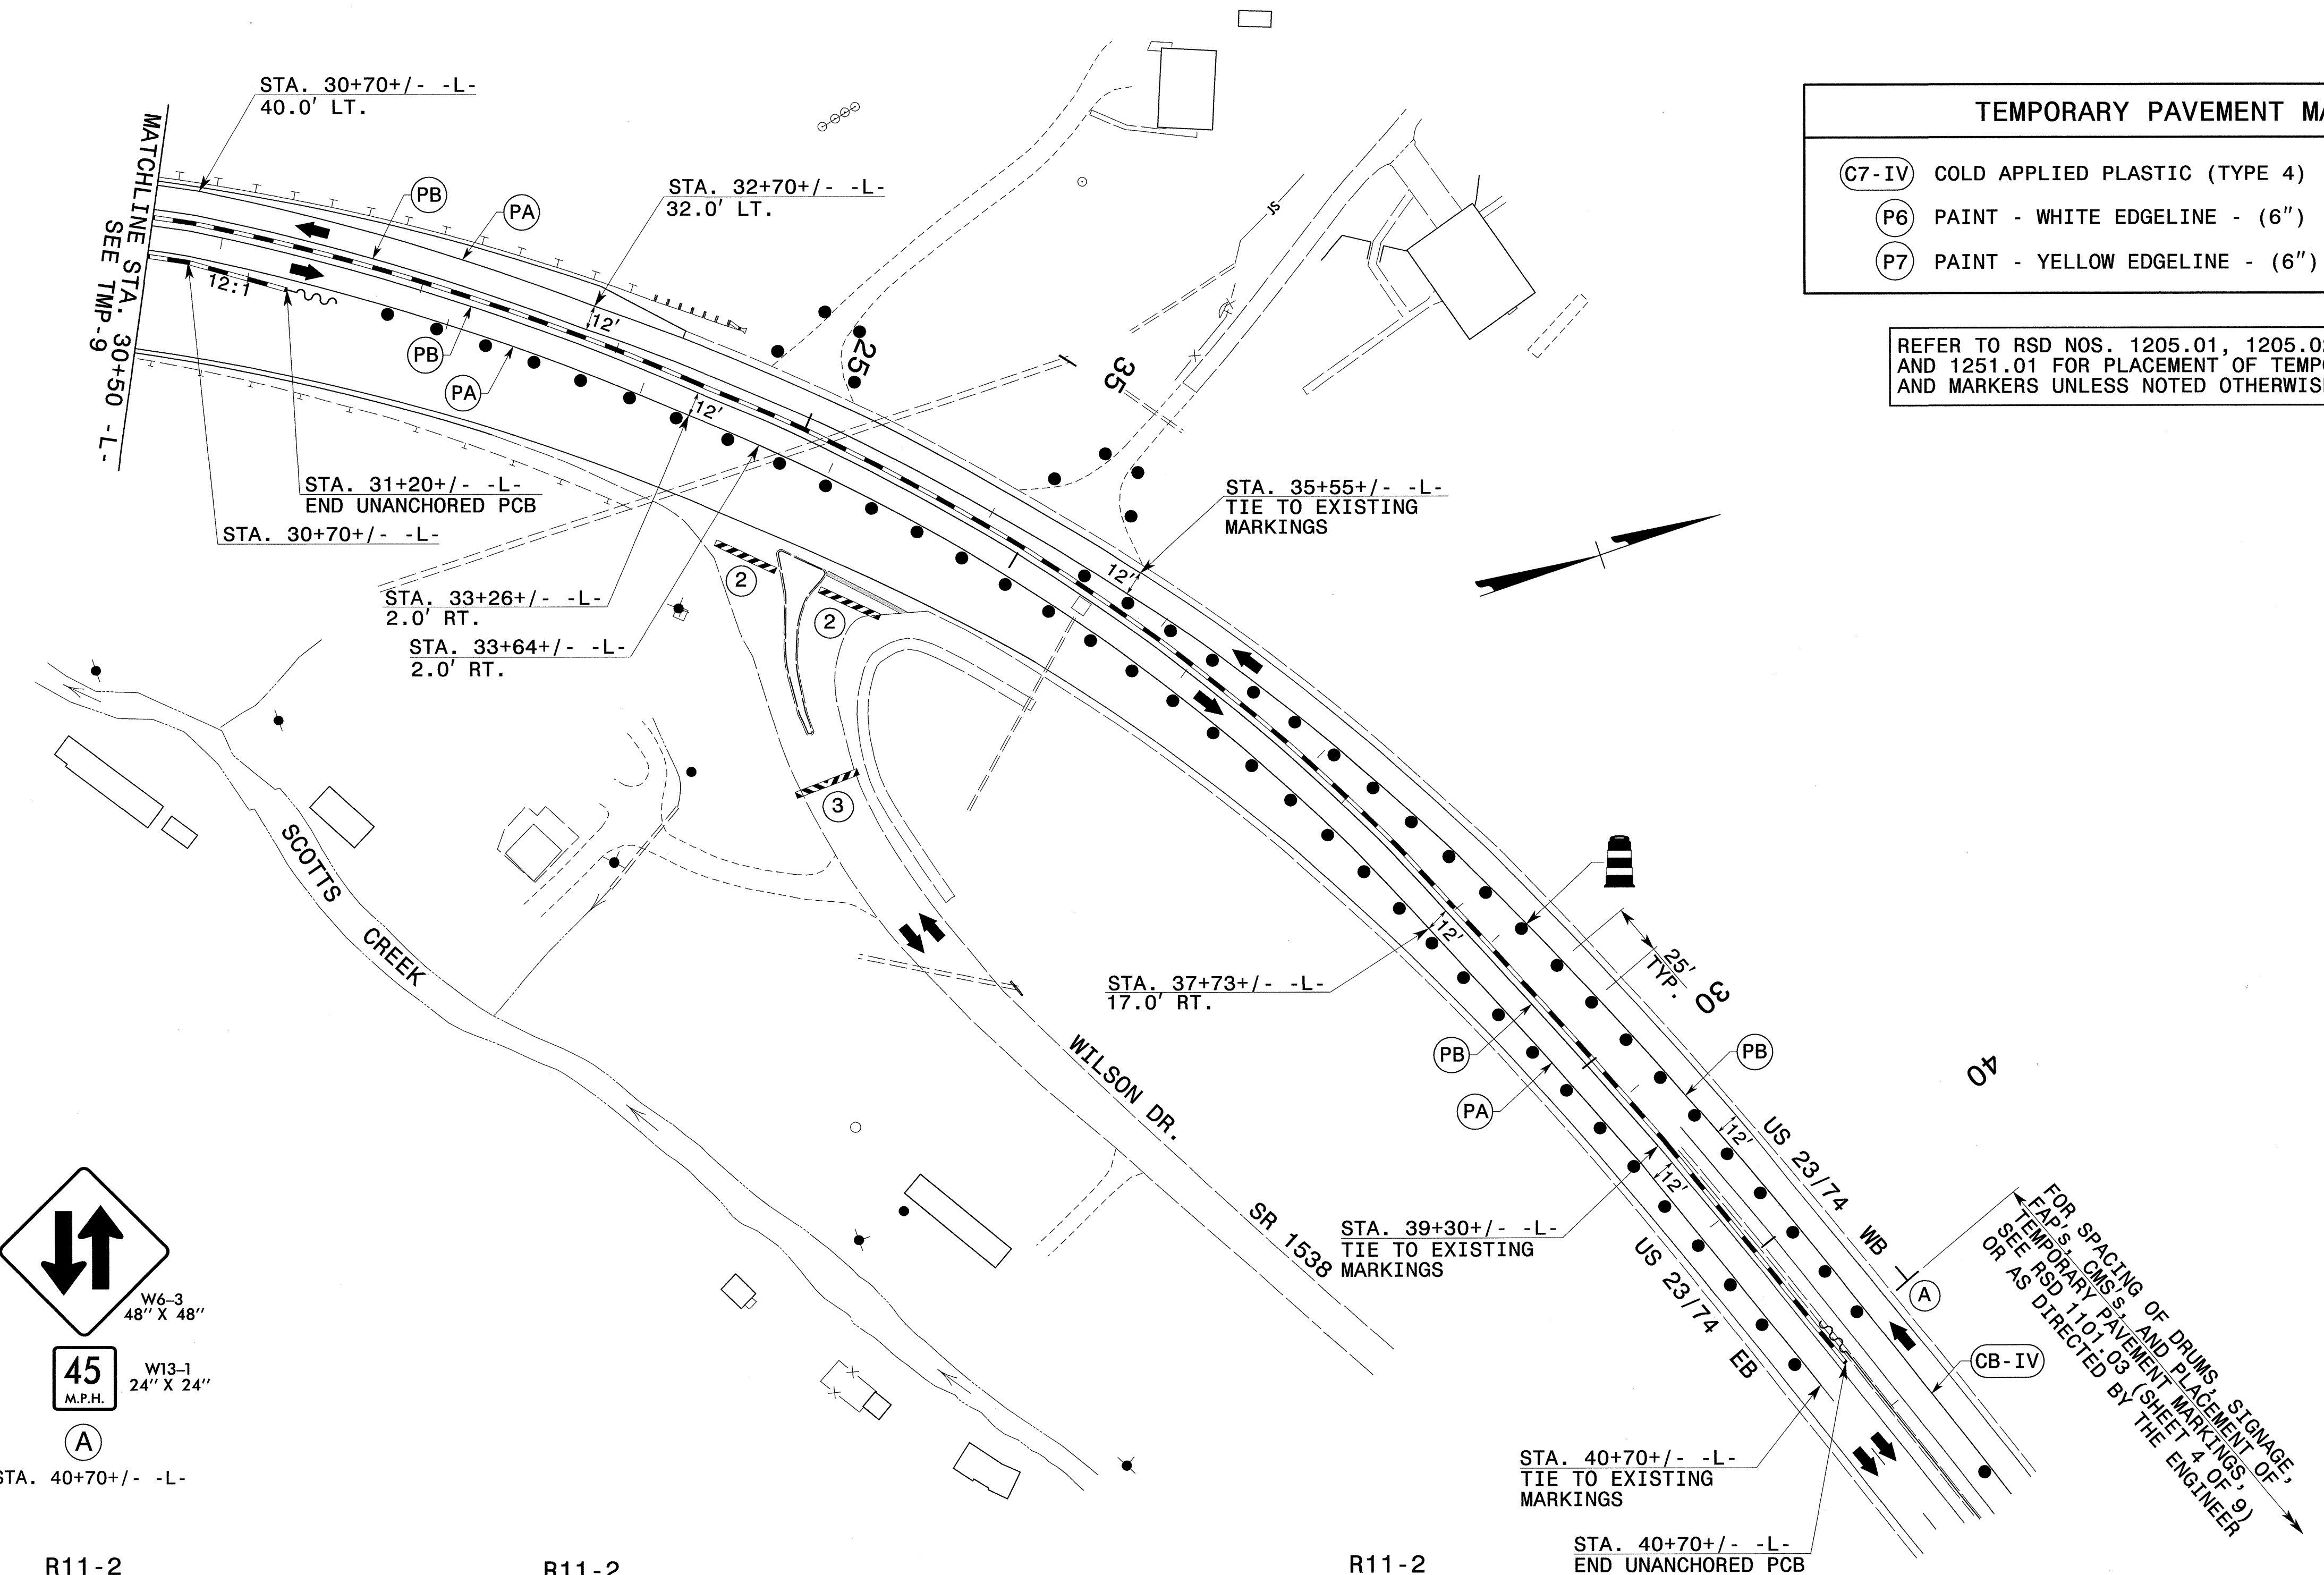 STA. 30+70+/- -L-
40.0' LT.
MATCHLINE STA. 30+50 -L-
SEE TMP-9
PB
PA
STA. 32+70+/- -L-
32.0' LT.
12:1
PB
PA
12'
12'
25
35
JS
STA. 31+20+/- -L-
END UNANCHORED PCB
STA. 30+70+/- -L-
STA. 33+26+/- -L-
2.0' RT.
STA. 33+64+/- -L-
2.0' RT.
2
2
3
STA. 35+55+/- -L-
TIE TO EXISTING
MARKINGS
12'
TEMPORARY PAVEMENT MA
C7-IV COLD APPLIED PLASTIC (TYPE 4)
P6 PAINT - WHITE EDGELINE - (6")
P7 PAINT - YELLOW EDGELINE - (6")
REFER TO RSD NOS. 1205.01, 1205.0
AND 1251.01 FOR PLACEMENT OF TEMPO
AND MARKERS UNLESS NOTED OTHERWIS
SCOTTS CREEK
WILSON DR.
SR 1538
STA. 37+73+/- -L-
17.0' RT.
12'
25'
TYP.
30
40
PB
PA
PB
12'
12'
US 23/74 WB
US 23/74 EB
STA. 39+30+/- -L-
TIE TO EXISTING
MARKINGS
A
CB-IV
FOR SPACING OF DRUMS, SIGNAGE,
FAP's, CMS's, AND PLACEMENT OF
TEMPORARY PAVEMENT MARKINGS,
SEE RSD 1101.03 (SHEET 4 OF 9)
OR AS DIRECTED BY THE ENGINEER
STA. 40+70+/- -L-
TIE TO EXISTING
MARKINGS
STA. 40+70+/- -L-
END UNANCHORED PCB
W6-3
48" X 48"
45
M.P.H.
W13-1
24" X 24"
A
STA. 40+70+/- -L-
R11-2
R11-2
R11-2